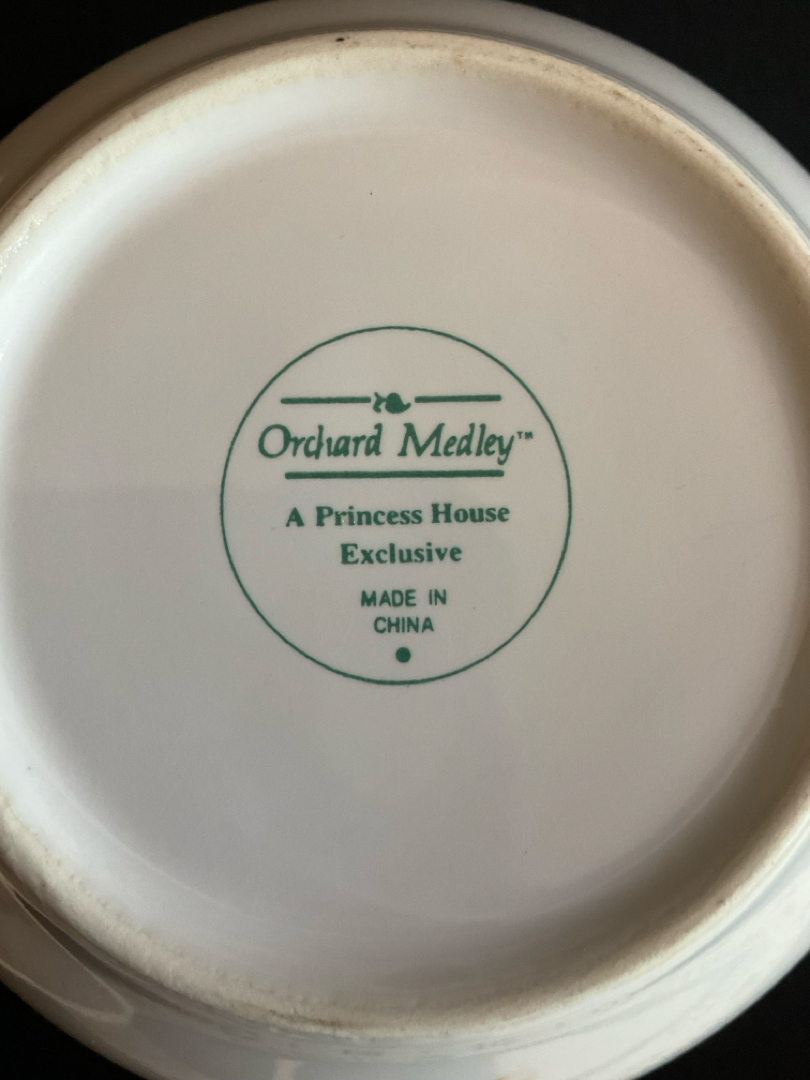 Orchard Medley™
A Princess House
Exclusive
MADE IN
CHINA